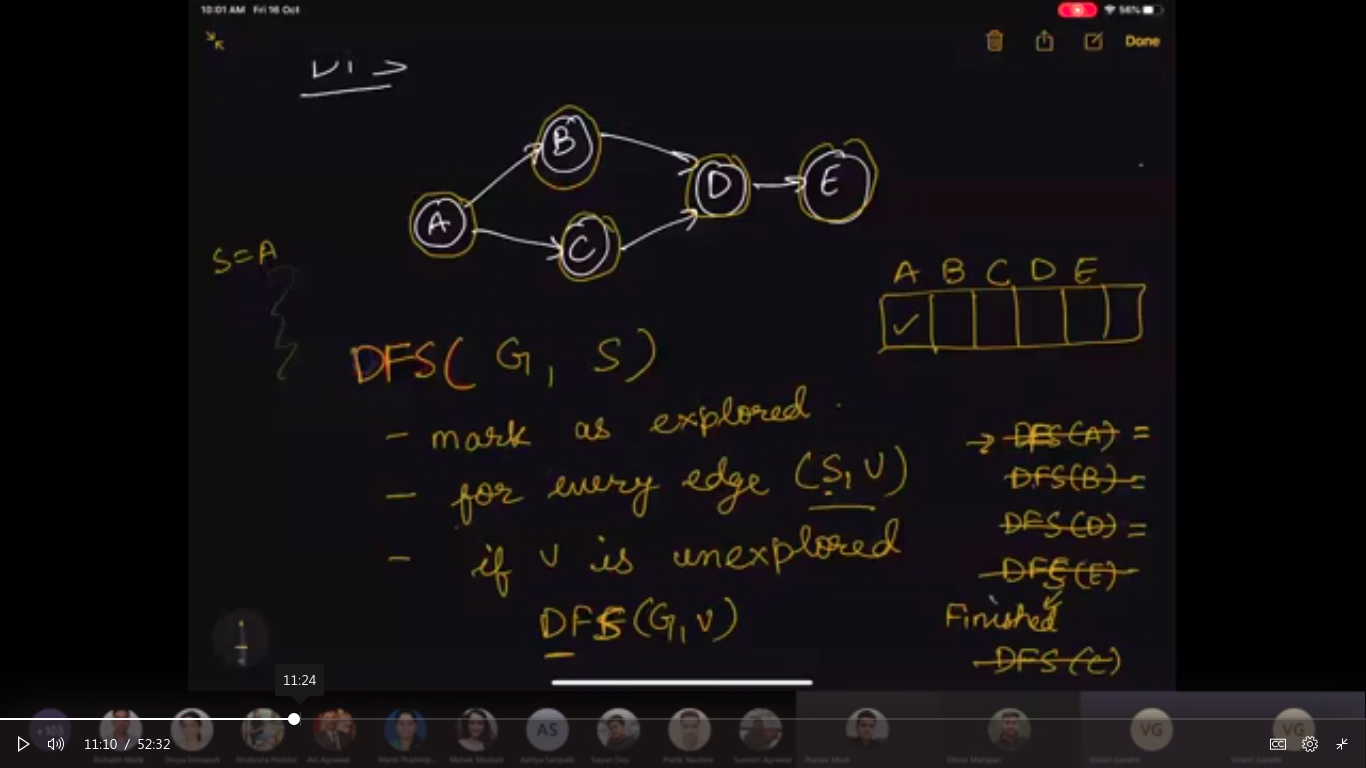 10:01 AM Fri 16 Oct
56%
Done
B
D
E
A
C
S=A
A B C D E
DFS( G, S)
- mark as explored.
- for every edge (S, V)
- if v is unexplored
DFS(G,V)
→ DFS(A) =
DFS(B) =
DFS(D) =
DFS(E)
Finished
DFS(C)
11:24
AS
VG
VG
11:10 / 52:32
CC